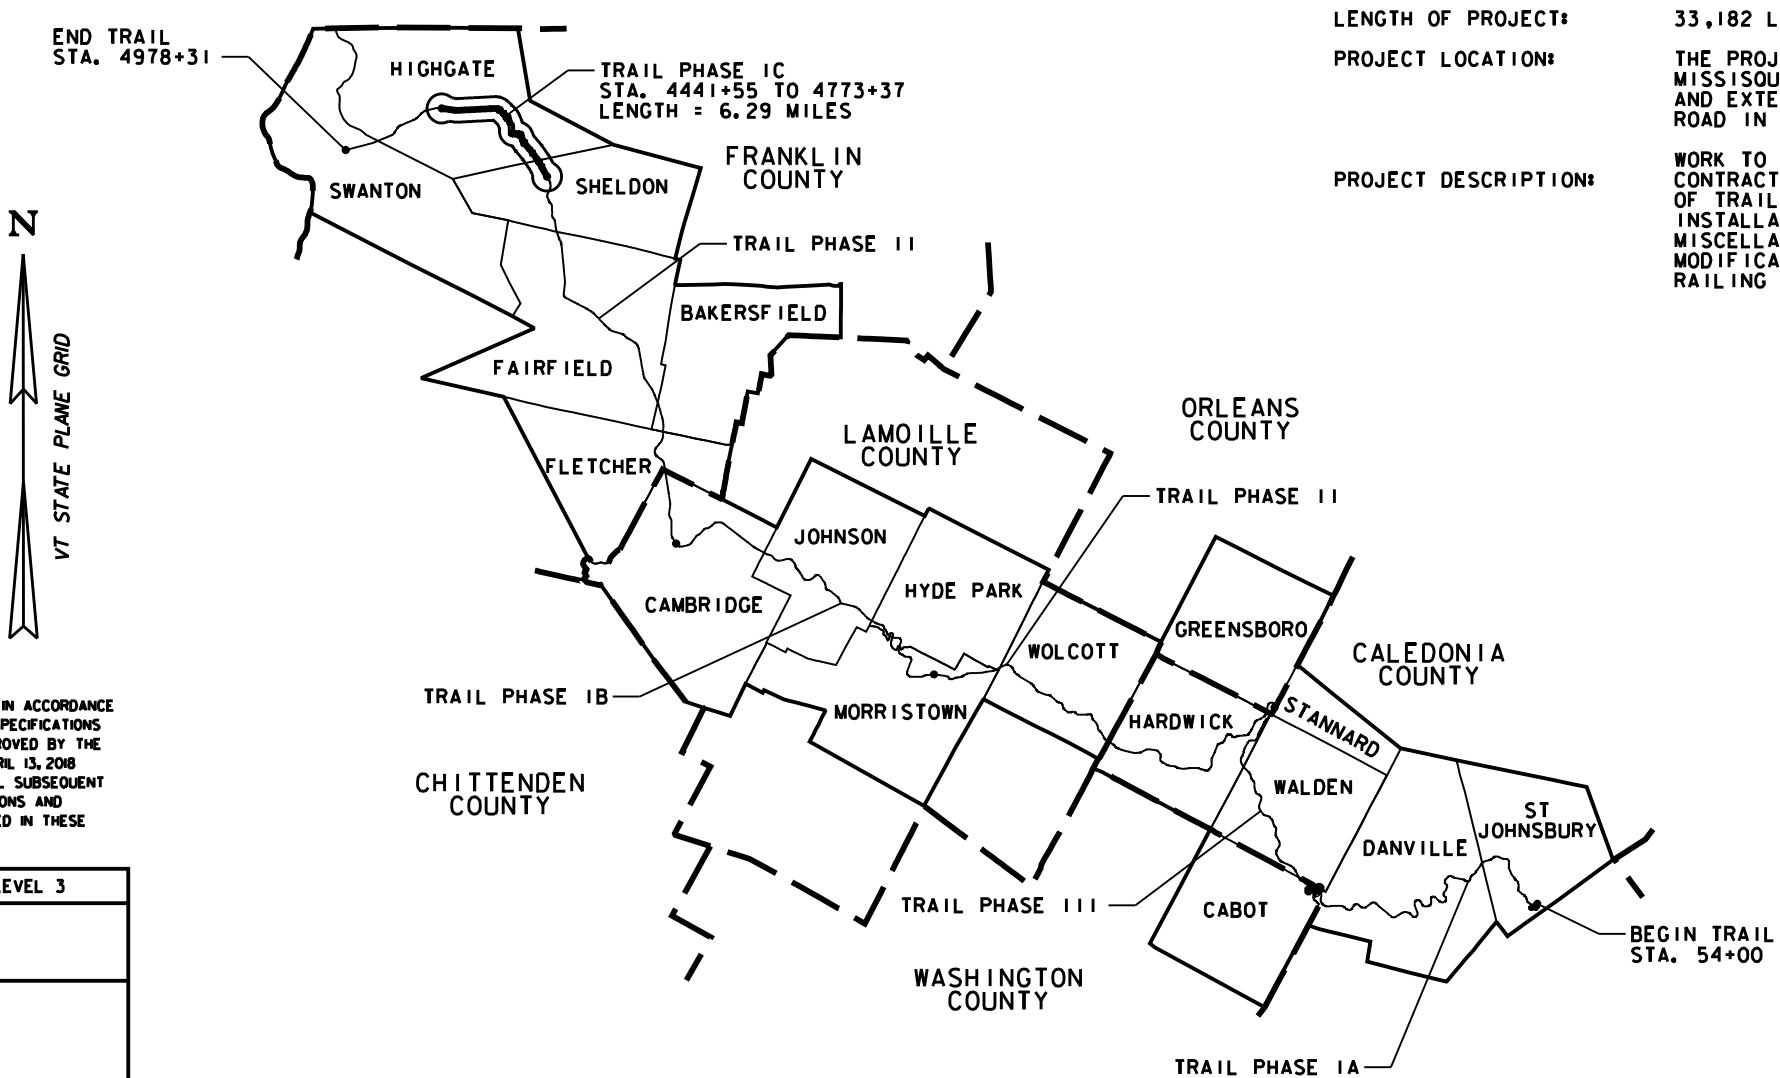 LENGTH OF PROJECT: 33,182 L
PROJECT LOCATION: THE PROJ
MISSISQU
AND EXTE
ROAD IN
PROJECT DESCRIPTION: WORK TO
CONTRACT
OF TRAIL
INSTALLA
MISCELLA
MODIFICA
RAILING
END TRAIL
STA. 4978+31
HIGHGATE
TRAIL PHASE 1C
STA. 4441+55 TO 4773+37
LENGTH = 6.29 MILES
FRANKLIN
COUNTY
SWANTON
SHELDON
N
VT STATE PLANE GRID
TRAIL PHASE II
BAKERSFIELD
FAIRFIELD
ORLEANS
COUNTY
LAMOILLE
COUNTY
FLETCHER
TRAIL PHASE II
JOHNSON
HYDE PARK
CAMBRIDGE
GREENSBORO
WOLCOTT
CALEDONIA
COUNTY
TRAIL PHASE 1B
MORRISTOWN
HARDWICK
STANNARD
IN ACCORDANCE
PECIFICATIONS
ROVED BY THE
RIL 13, 2018
L SUBSEQUENT
ONS AND
ED IN THESE
CHITTENDEN
COUNTY
WALDEN
ST
JOHNSBURY
DANVILLE
LEVEL 3
TRAIL PHASE III
CABOT
BEGIN TRAIL
STA. 54+00
WASHINGTON
COUNTY
TRAIL PHASE 1A